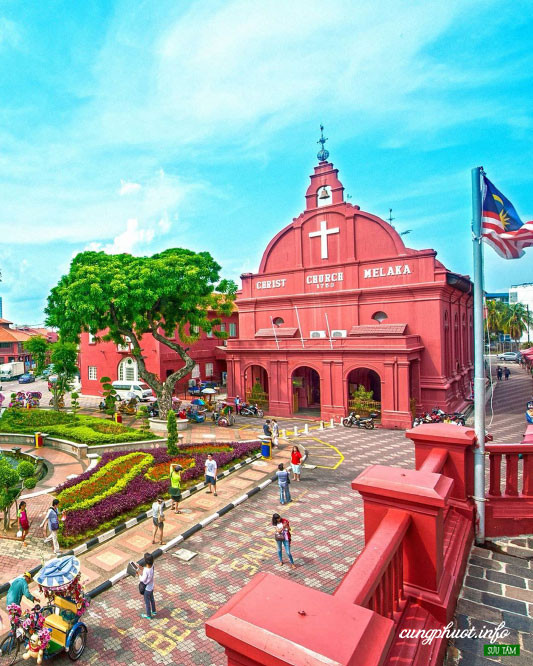 CHRIST CHURCH MELAKA
1753
cungphuot.info
SƯU TẦM